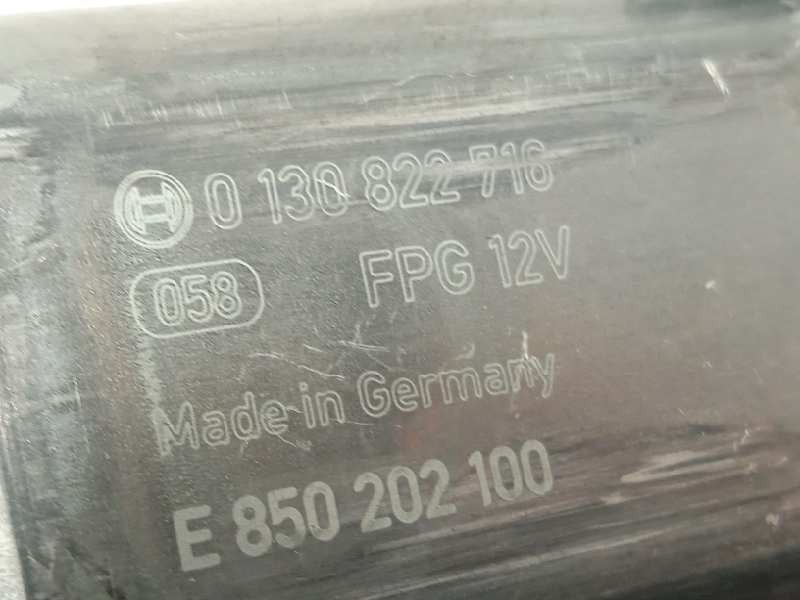 0 130 822 716
058 FPG 12V
Made in Germany
E 850 202 100